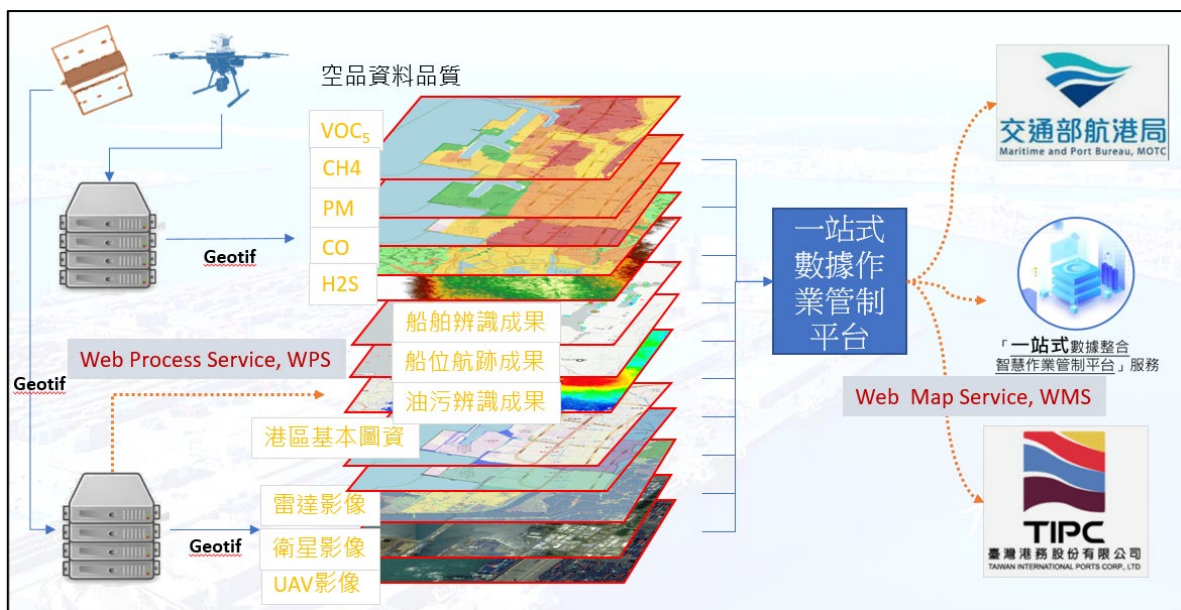 空品資料品質
VOC5
CH4
PM
CO
H2S
Geotif
船舶辨識成果
船位航跡成果
油污辨識成果
Web Process Service, WPS
Geotif
港區基本圖資
雷達影像
衛星影像
UAV影像
Geotif
一站式
數據作
業管制
平台
交通部航港局
Maritime and Port Bureau, MOTC
「一站式數據整合
智慧作業管制平台」服務
Web Map Service, WMS
TIPC
臺灣港務股份有限公司
TAIWAN INTERNATIONAL PORTS CORP., LTD